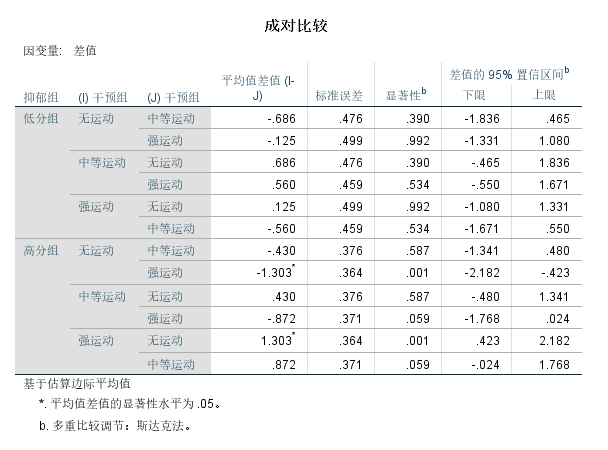 成对比较
因变量: 差值
抑郁组 (I) 干预组 (J) 干预组 平均值差值 (I-J) 标准误差 显著性b 差值的 95% 置信区间b
下限 上限
低分组 无运动 中等运动 -.686 .476 .390 -1.836 .465
强运动 -.125 .499 .992 -1.331 1.080
中等运动 无运动 .686 .476 .390 -.465 1.836
强运动 .560 .459 .534 -.550 1.671
强运动 无运动 .125 .499 .992 -1.080 1.331
中等运动 -.560 .459 .534 -1.671 .550
高分组 无运动 中等运动 -.430 .376 .587 -1.341 .480
强运动 -1.303* .364 .001 -2.182 -.423
中等运动 无运动 .430 .376 .587 -.480 1.341
强运动 -.872 .371 .059 -1.768 .024
强运动 无运动 1.303* .364 .001 .423 2.182
中等运动 .872 .371 .059 -.024 1.768
基于估算边际平均值
*. 平均值差值的显著性水平为 .05。
b. 多重比较调节：斯达克法。